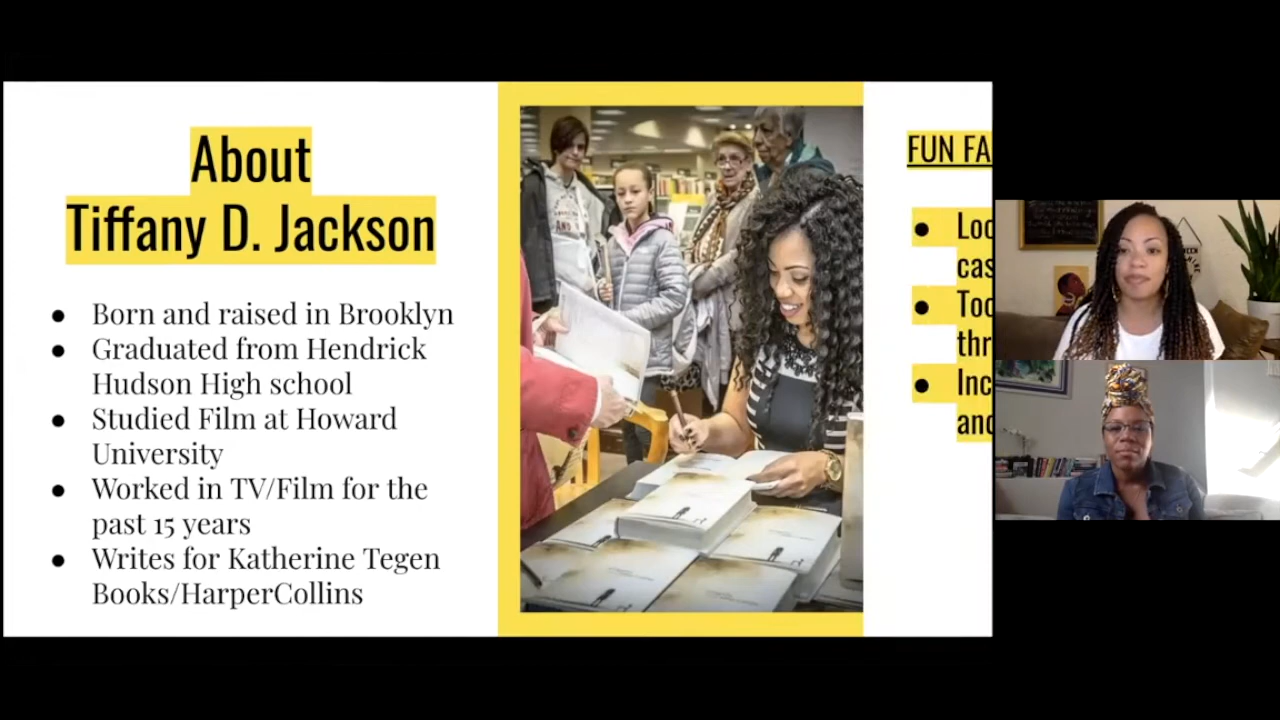 About
Tiffany D. Jackson
● Born and raised in Brooklyn
● Graduated from Hendrick
Hudson High school
● Studied Film at Howard
University
● Worked in TV/Film for the
past 15 years
● Writes for Katherine Tegen
Books/HarperCollins
FUN FA
● Loc
cas
● Too
thr
● Inc
and